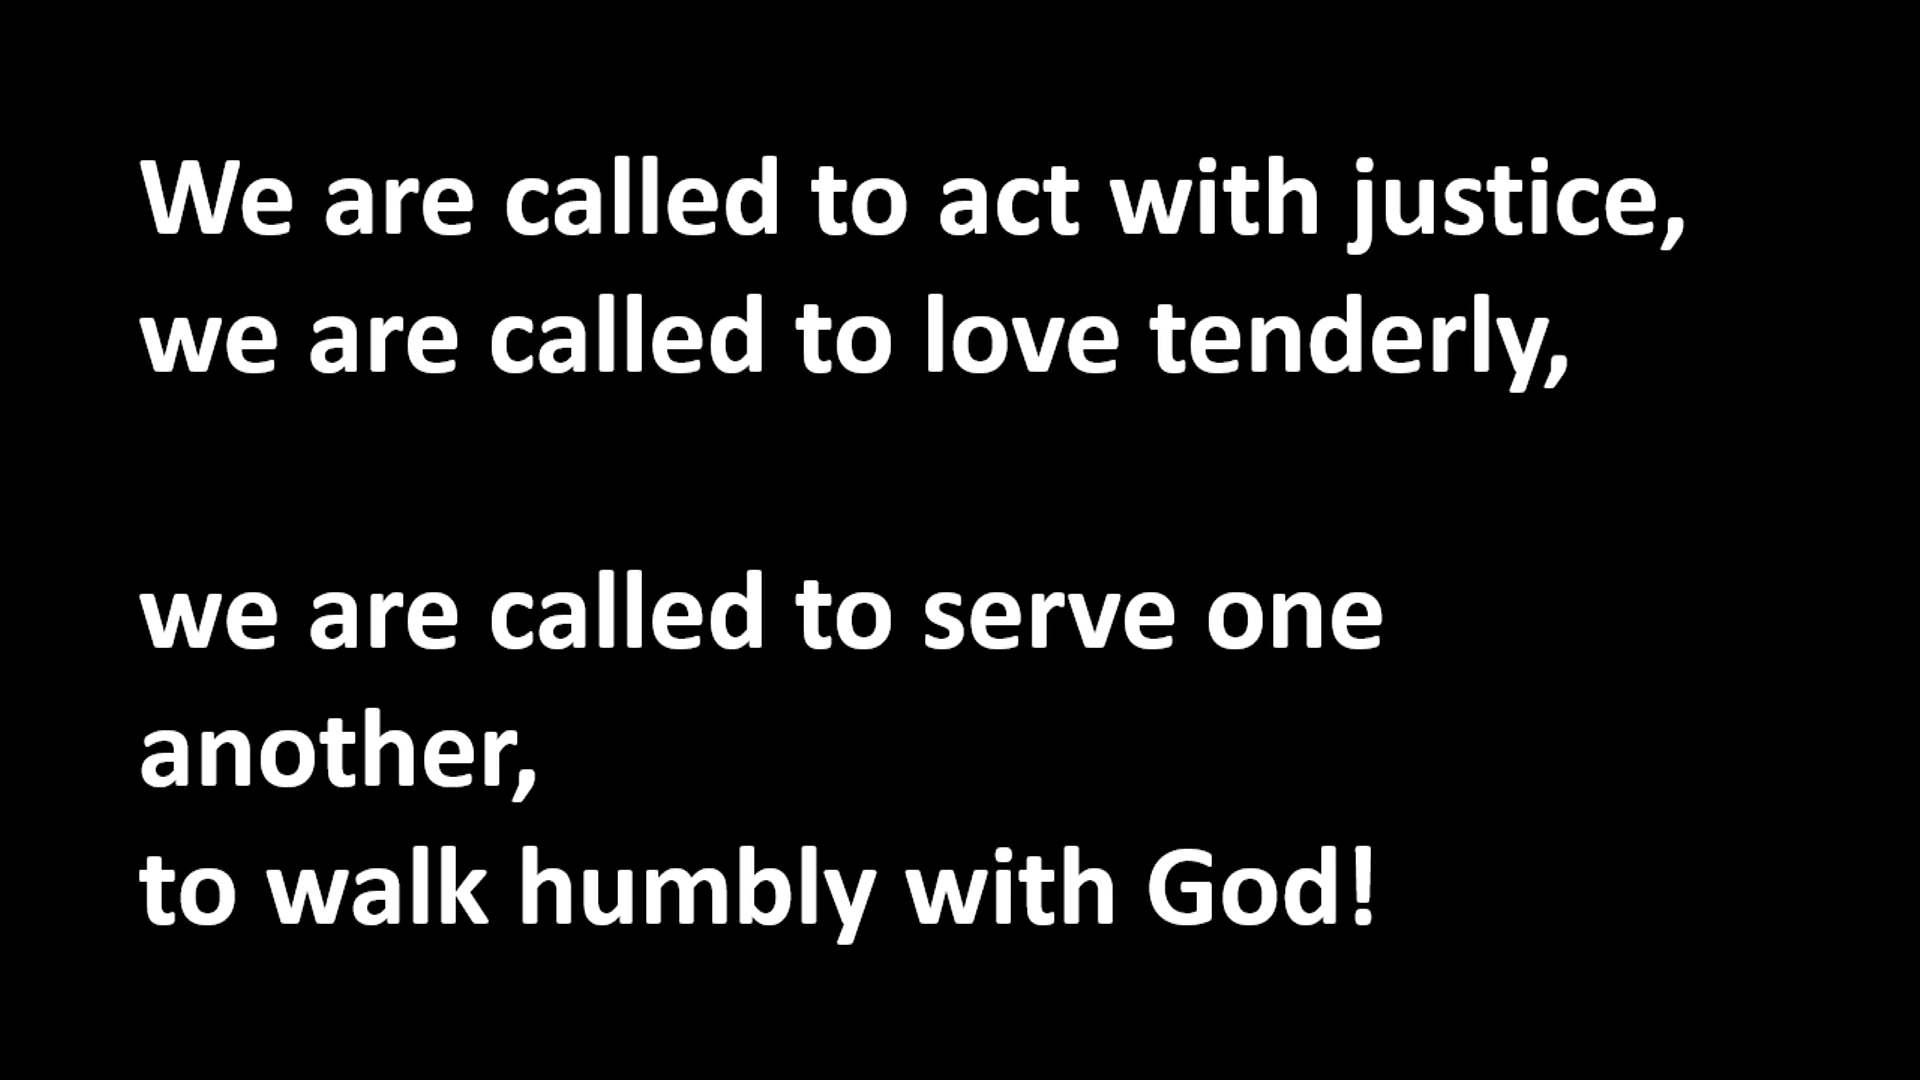 We are called to act with justice,
we are called to love tenderly,
we are called to serve one
another,
to walk humbly with God!